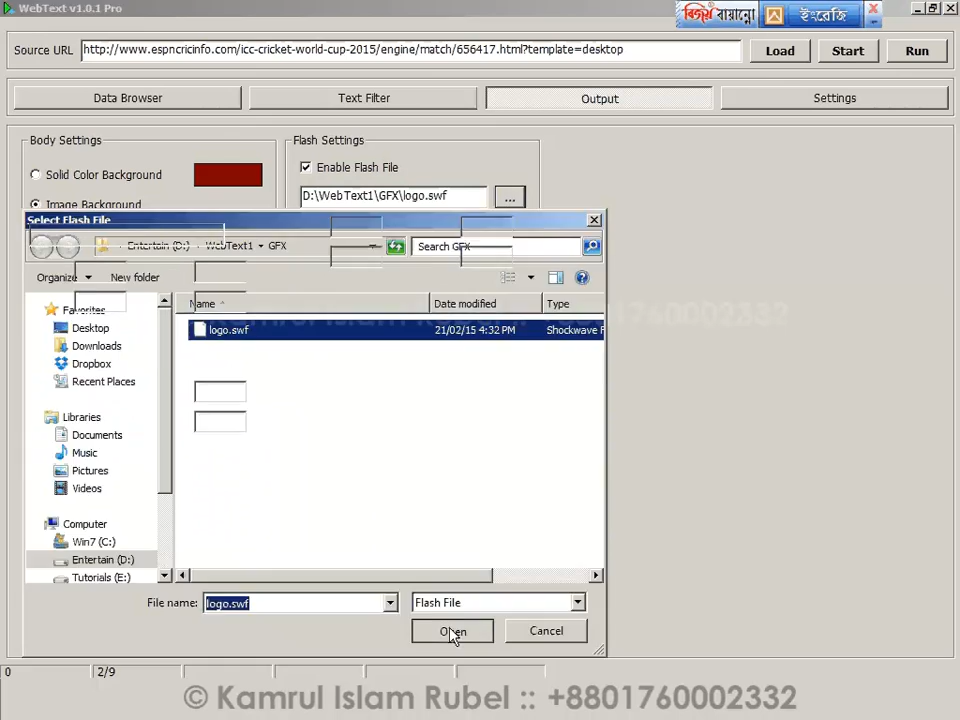 WebText v1.0.1 Pro
বিজয় বায়ান্নো
ইংরেজি
Source URL
http://www.espncricinfo.com/icc-cricket-world-cup-2015/engine/match/656417.html?template=desktop
Load
Start
Run
Data Browser
Text Filter
Output
Settings
Body Settings
Flash Settings
Solid Color Background
Enable Flash File
Image Background
D:\WebText1\GFX\logo.swf
...
Select Flash File
Entertain (D:)
WebText1
GFX
Search GFX
Organize
New folder
Favorites
Desktop
Downloads
Dropbox
Recent Places
Libraries
Documents
Music
Pictures
Videos
Computer
Win7 (C:)
Entertain (D:)
Tutorials (E:)
Name
Date modified
Type
logo.swf
21/02/15 4:32 PM
Shockwave F
Kamrul Islam Rubel :: +8801760002332
File name:
logo.swf
Flash File
Open
Cancel
0
2/9
© Kamrul Islam Rubel :: +8801760002332